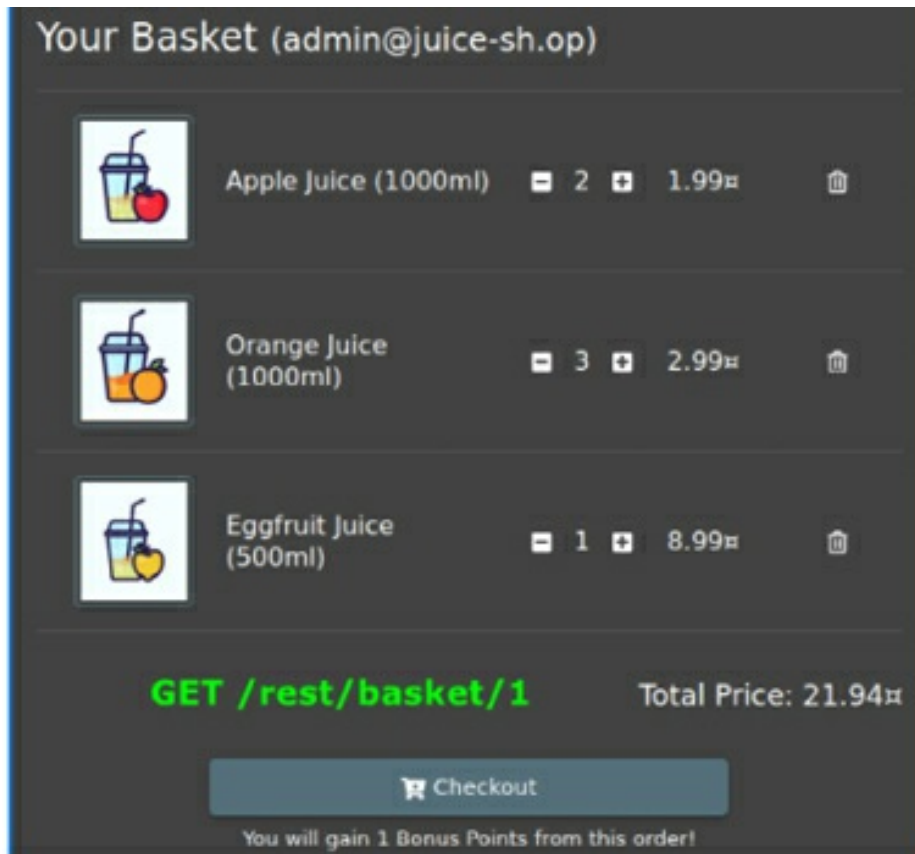 Your Basket (admin@juice-sh.op)
Apple Juice (1000ml) 2 1.99¤
Orange Juice
(1000ml) 3 2.99¤
Eggfruit Juice
(500ml) 1 8.99¤
GET /rest/basket/1 Total Price: 21.94¤
Checkout
You will gain 1 Bonus Points from this order!